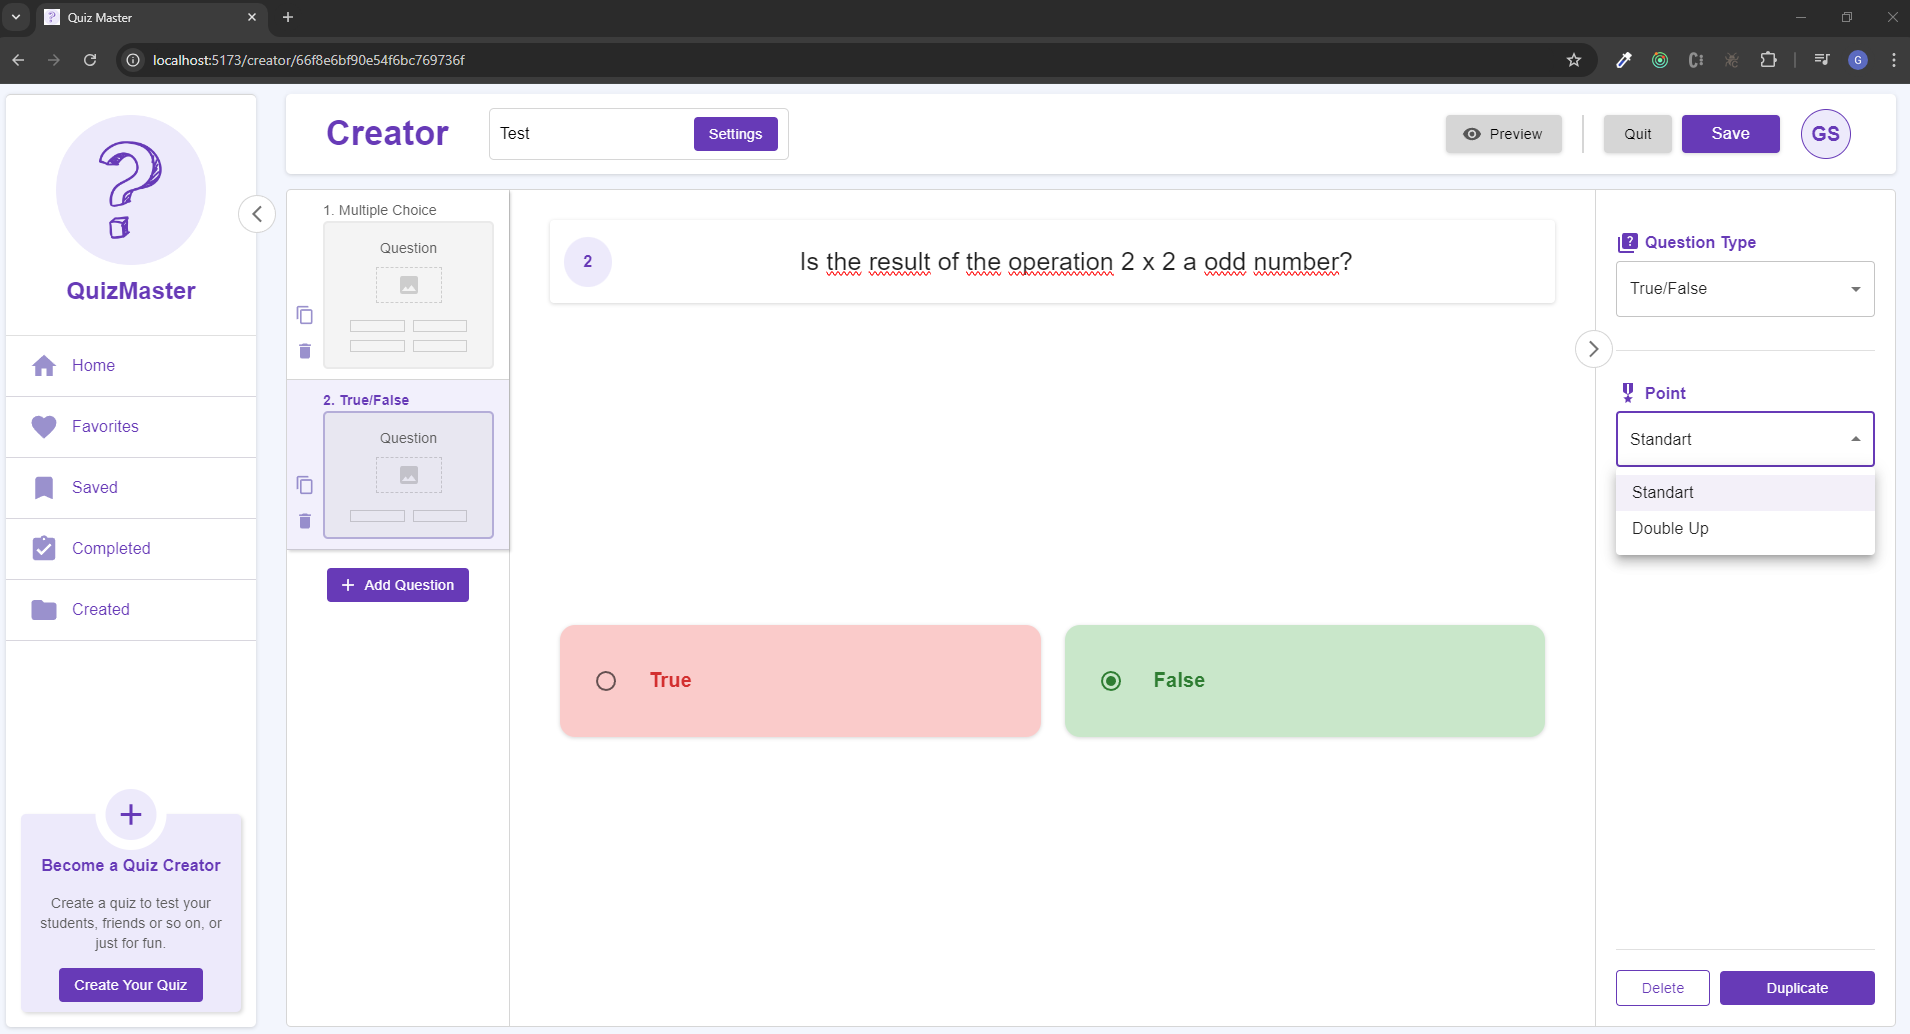 Quiz Master
localhost:5173/creator/66f8e6bf90e54f6bc769736f
G
QuizMaster
Home
Favorites
Saved
Completed
Created
Become a Quiz Creator
Create a quiz to test your
students, friends or so on, or
just for fun.
Create Your Quiz
Creator
Test
Settings
Preview
Quit
Save
GS
1. Multiple Choice
Question
2. True/False
Question
Add Question
2
Is the result of the operation 2 x 2 a odd number?
True
False
Question Type
True/False
Point
Standart
Standart
Double Up
Delete
Duplicate